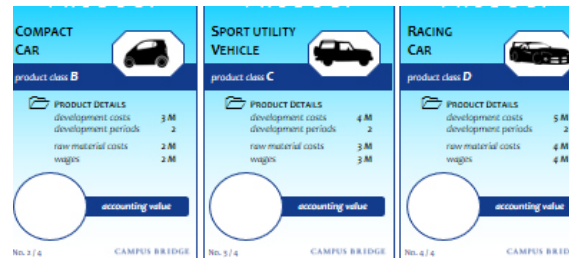 COMPACT
CAR
product class B
PRODUCT DETAILS
development costs 3 M
development periods 2
raw material costs 2 M
wages 2 M
accounting value
No. 2 / 4
CAMPUS BRIDGE
SPORT UTILITY
VEHICLE
product class C
PRODUCT DETAILS
development costs 4 M
development periods 2
raw material costs 3 M
wages 3 M
accounting value
No. 3 / 4
CAMPUS BRIDGE
RACING
CAR
product class D
PRODUCT DETAILS
development costs 5 M
development periods 2
raw material costs 4 M
wages 4 M
accounting value
No. 4 / 4
CAMPUS BRIDGE